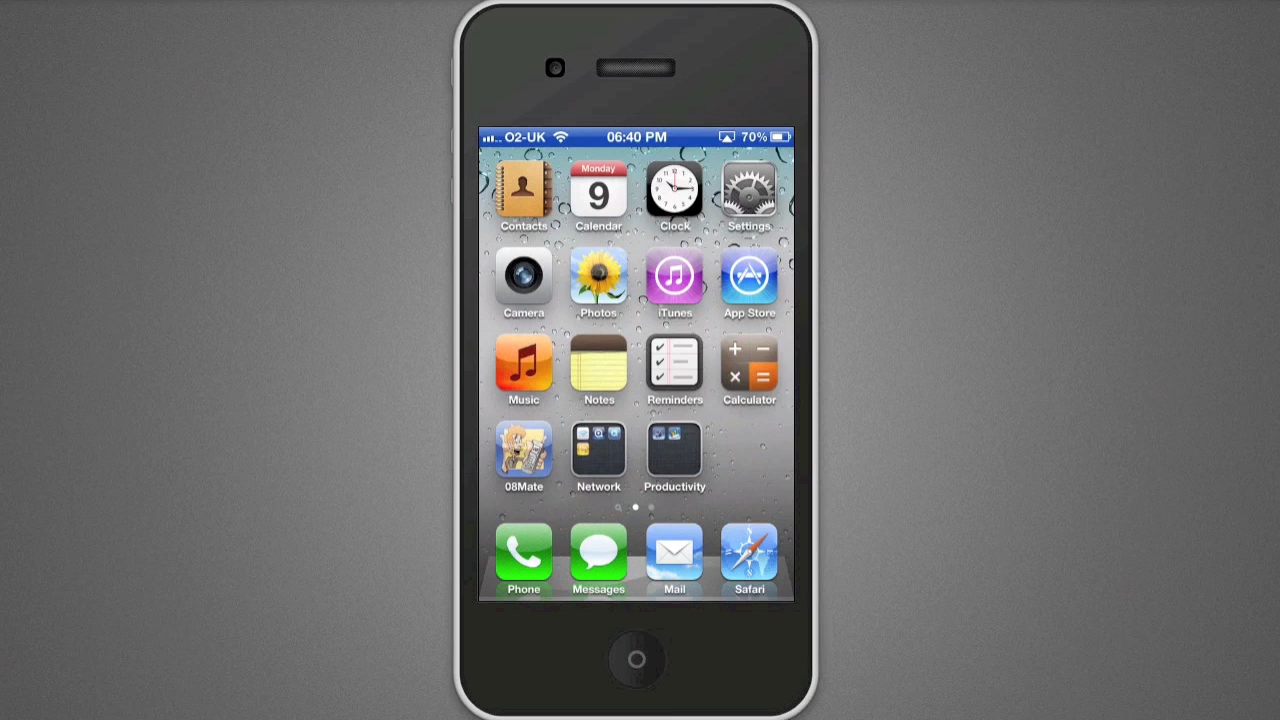 O2-UK 06:40 PM 70%
Monday
9
Contacts Calendar Clock Settings
Camera Photos iTunes App Store
Music Notes Reminders Calculator
08Mate Network Productivity
Phone Messages Mail Safari